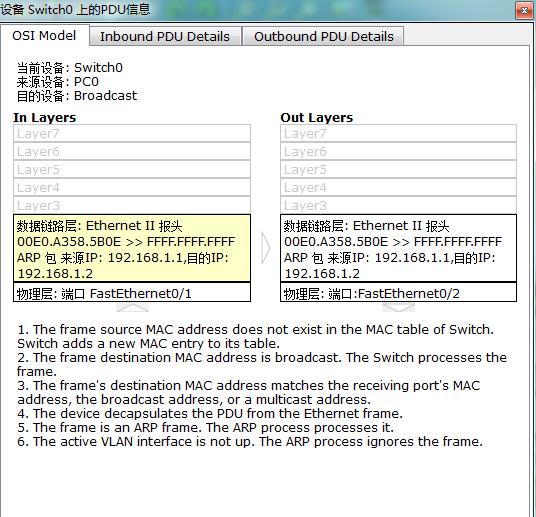 设备 Switch0 上的PDU信息
OSI Model
Inbound PDU Details
Outbound PDU Details
当前设备: Switch0
来源设备: PC0
目的设备: Broadcast
In Layers
Layer7
Layer6
Layer5
Layer4
Layer3
数据链路层: Ethernet II 报头
00E0.A358.5B0E >> FFFF.FFFF.FFFF
ARP 包 来源IP: 192.168.1.1,目的IP:
192.168.1.2
物理层: 端口 FastEthernet0/1
Out Layers
Layer7
Layer6
Layer5
Layer4
Layer3
数据链路层: Ethernet II 报头
00E0.A358.5B0E >> FFFF.FFFF.FFFF
ARP 包 来源IP: 192.168.1.1,目的IP:
192.168.1.2
物理层: 端口:FastEthernet0/2
1. The frame source MAC address does not exist in the MAC table of Switch.
Switch adds a new MAC entry to its table.
2. The frame destination MAC address is broadcast. The Switch processes the
frame.
3. The frame's destination MAC address matches the receiving port's MAC
address, the broadcast address, or a multicast address.
4. The device decapsulates the PDU from the Ethernet frame.
5. The frame is an ARP frame. The ARP process processes it.
6. The active VLAN interface is not up. The ARP process ignores the frame.